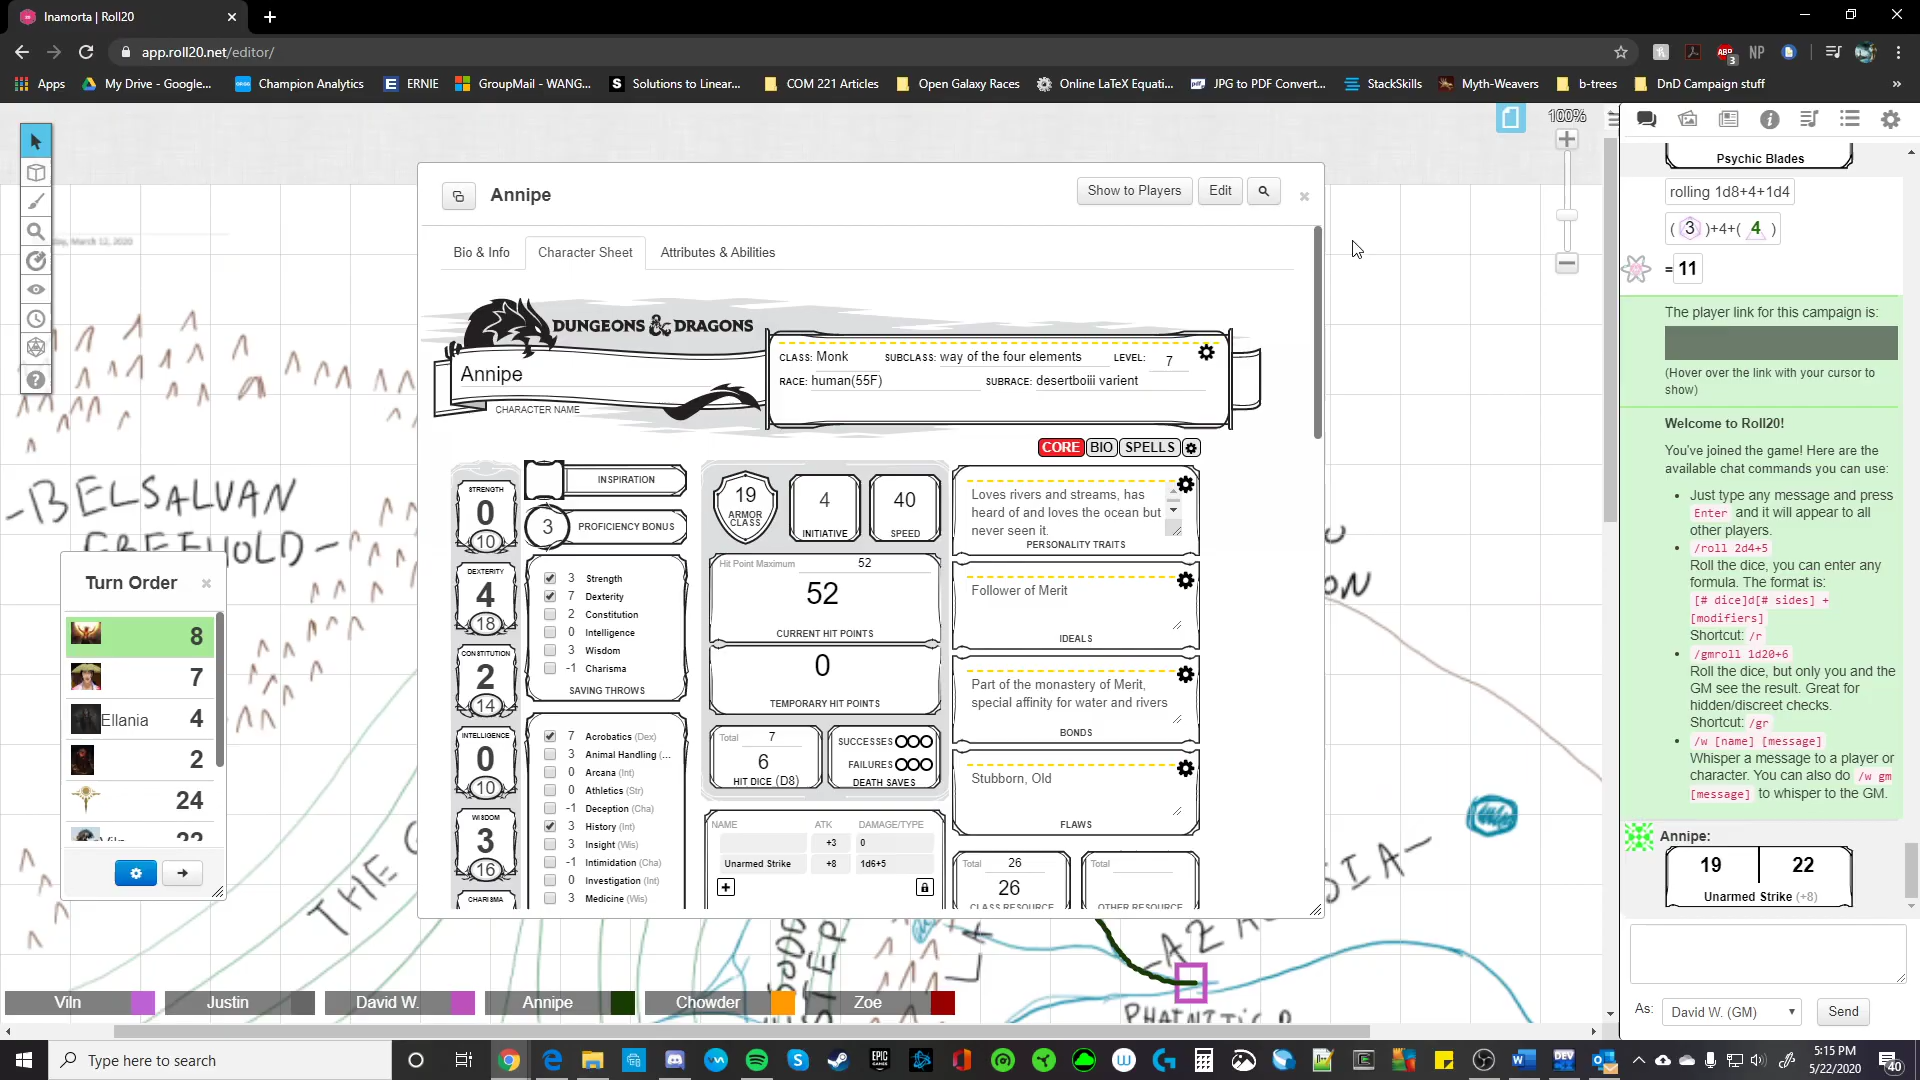 Inamorta | Roll20
app.roll20.net/editor/
Apps
My Drive - Google...
Champion Analytics
ERNIE
GroupMail - WANG...
Solutions to Linear...
COM 221 Articles
Open Galaxy Races
Online LaTeX Equati...
JPG to PDF Convert...
StackSkills
Myth-Weavers
b-trees
DnD Campaign stuff
100%
March 12, 2020
-BELSALVAN
-AZ
THE
Annipe
Show to Players
Edit
Bio & Info
Character Sheet
Attributes & Abilities
DUNGEONS & DRAGONS
Annipe
CHARACTER NAME
CLASS: Monk
SUBCLASS: way of the four elements
LEVEL: 7
RACE: human(55F)
SUBRACE: desertboiii varient
CORE
BIO
SPELLS
STRENGTH
0
10
DEXTERITY
4
18
CONSTITUTION
2
14
INTELLIGENCE
0
10
WISDOM
3
16
CHARISMA
INSPIRATION
3 PROFICIENCY BONUS
3 Strength
7 Dexterity
2 Constitution
0 Intelligence
3 Wisdom
-1 Charisma
SAVING THROWS
7 Acrobatics (Dex)
3 Animal Handling (...
0 Arcana (Int)
0 Athletics (Str)
-1 Deception (Cha)
3 History (Int)
3 Insight (Wis)
-1 Intimidation (Cha)
0 Investigation (Int)
3 Medicine (Wis)
19
ARMOR
CLASS
4
INITIATIVE
40
SPEED
Hit Point Maximum 52
52
CURRENT HIT POINTS
0
TEMPORARY HIT POINTS
Total 7
6
HIT DICE (D8)
SUCCESSES
FAILURES
DEATH SAVES
NAME ATK DAMAGE/TYPE
+3 0
Unarmed Strike +8 1d6+5
Loves rivers and streams, has
heard of and loves the ocean but
never seen it.
PERSONALITY TRAITS
Follower of Merit
IDEALS
Part of the monastery of Merit,
special affinity for water and rivers
BONDS
Stubborn, Old
FLAWS
Total 26
26
CLASS RESOURCE
Total
OTHER RESOURCE
Turn Order
8
7
Ellania 4
2
24
Viln 22
Viln
Justin
David W.
Annipe
Chowder
Zoe
Psychic Blades
rolling 1d8+4+1d4
(3)+4+(4)
=11
The player link for this campaign is:
(Hover over the link with your cursor to
show)
Welcome to Roll20!
You've joined the game! Here are the
available chat commands you can use:
Just type any message and press
Enter and it will appear to all
other players.
/roll 2d4+5
Roll the dice, you can enter any
formula. The format is:
[# dice]d[# sides] +
[modifiers]
Shortcut: /r
/gmroll 1d20+6
Roll the dice, but only you and the
GM see the result. Great for
hidden/discreet checks.
Shortcut: /gr
/w [name] [message]
Whisper a message to a player or
character. You can also do /w gm
[message] to whisper to the GM.
Annipe:
19 22
Unarmed Strike (+8)
As: David W. (GM)
Send
Type here to search
5:15 PM
5/22/2020
40